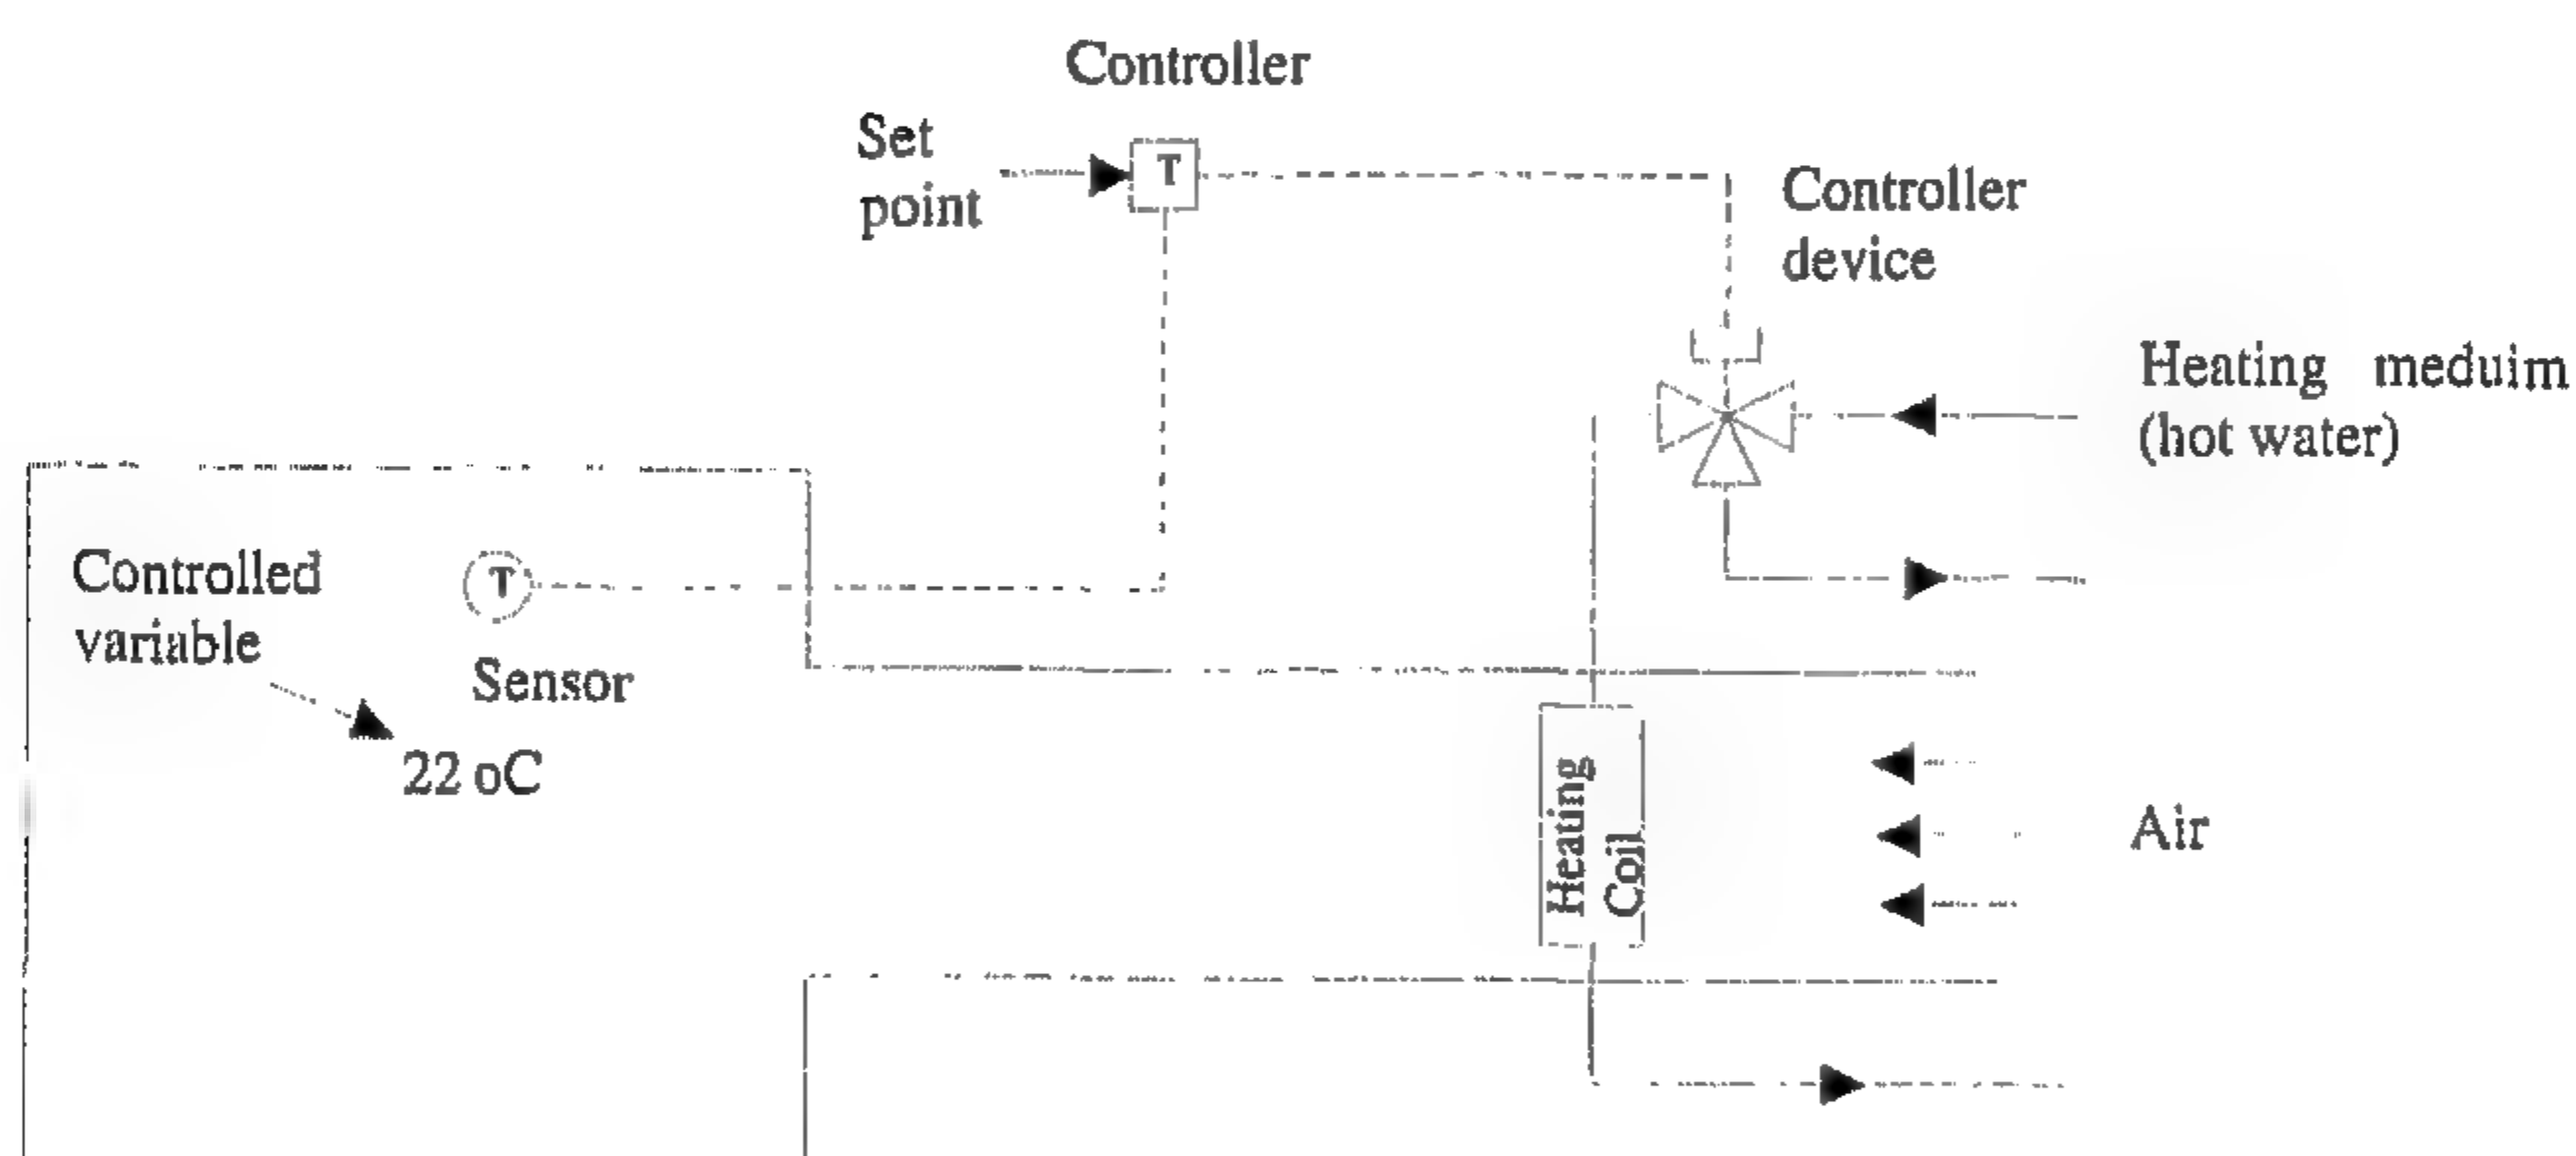 Controller
Set
point
T
Controller
device
Heating meduim
(hot water)
Controlled
variable
T
Sensor
22 oC
Heating
Coil
Air